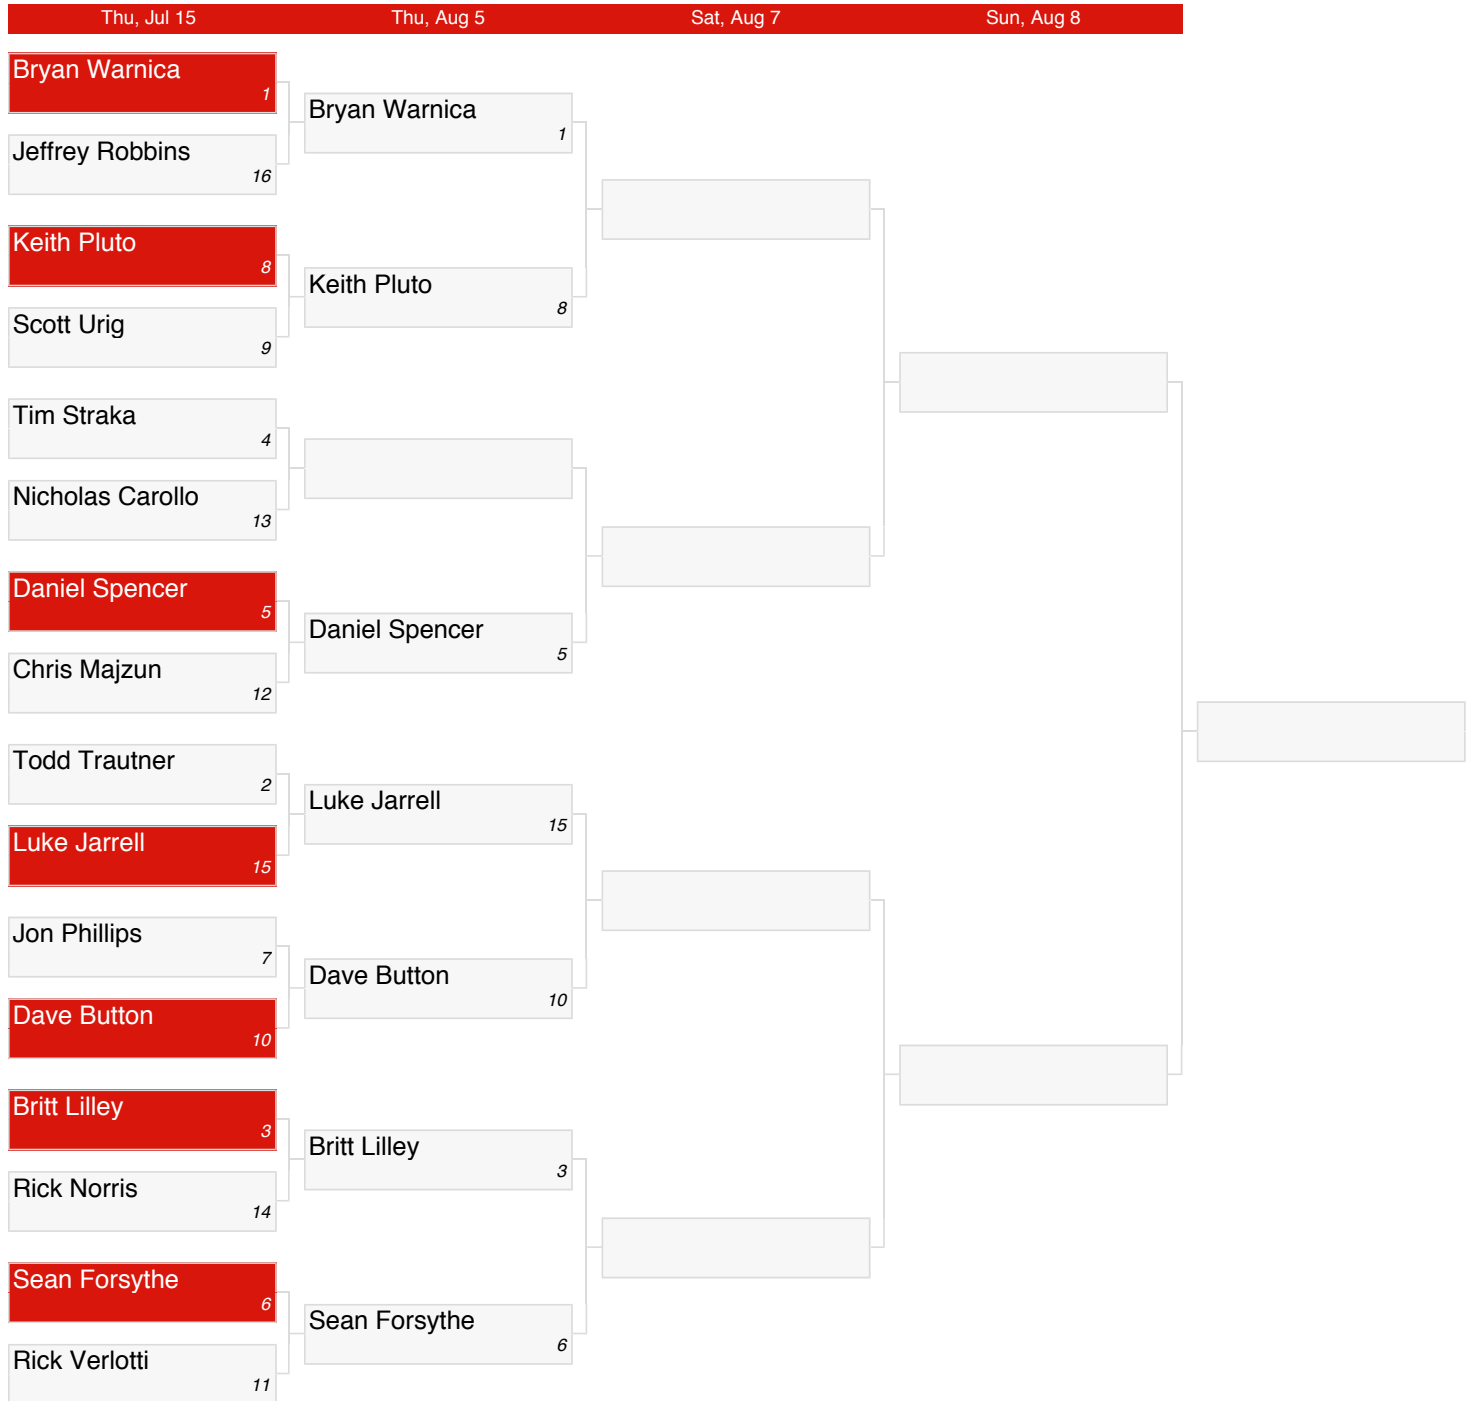 Thu, Jul 15 Thu, Aug 5 Sat, Aug 7 Sun, Aug 8
Bryan Warnica
1
Jeffrey Robbins
16
Keith Pluto
8
Scott Urig
9
Tim Straka
4
Nicholas Carollo
13
Daniel Spencer
5
Chris Majzun
12
Todd Trautner
2
Luke Jarrell
15
Jon Phillips
7
Dave Button
10
Britt Lilley
3
Rick Norris
14
Sean Forsythe
6
Rick Verlotti
11
Bryan Warnica
1
Keith Pluto
8
Daniel Spencer
5
Luke Jarrell
15
Dave Button
10
Britt Lilley
3
Sean Forsythe
6